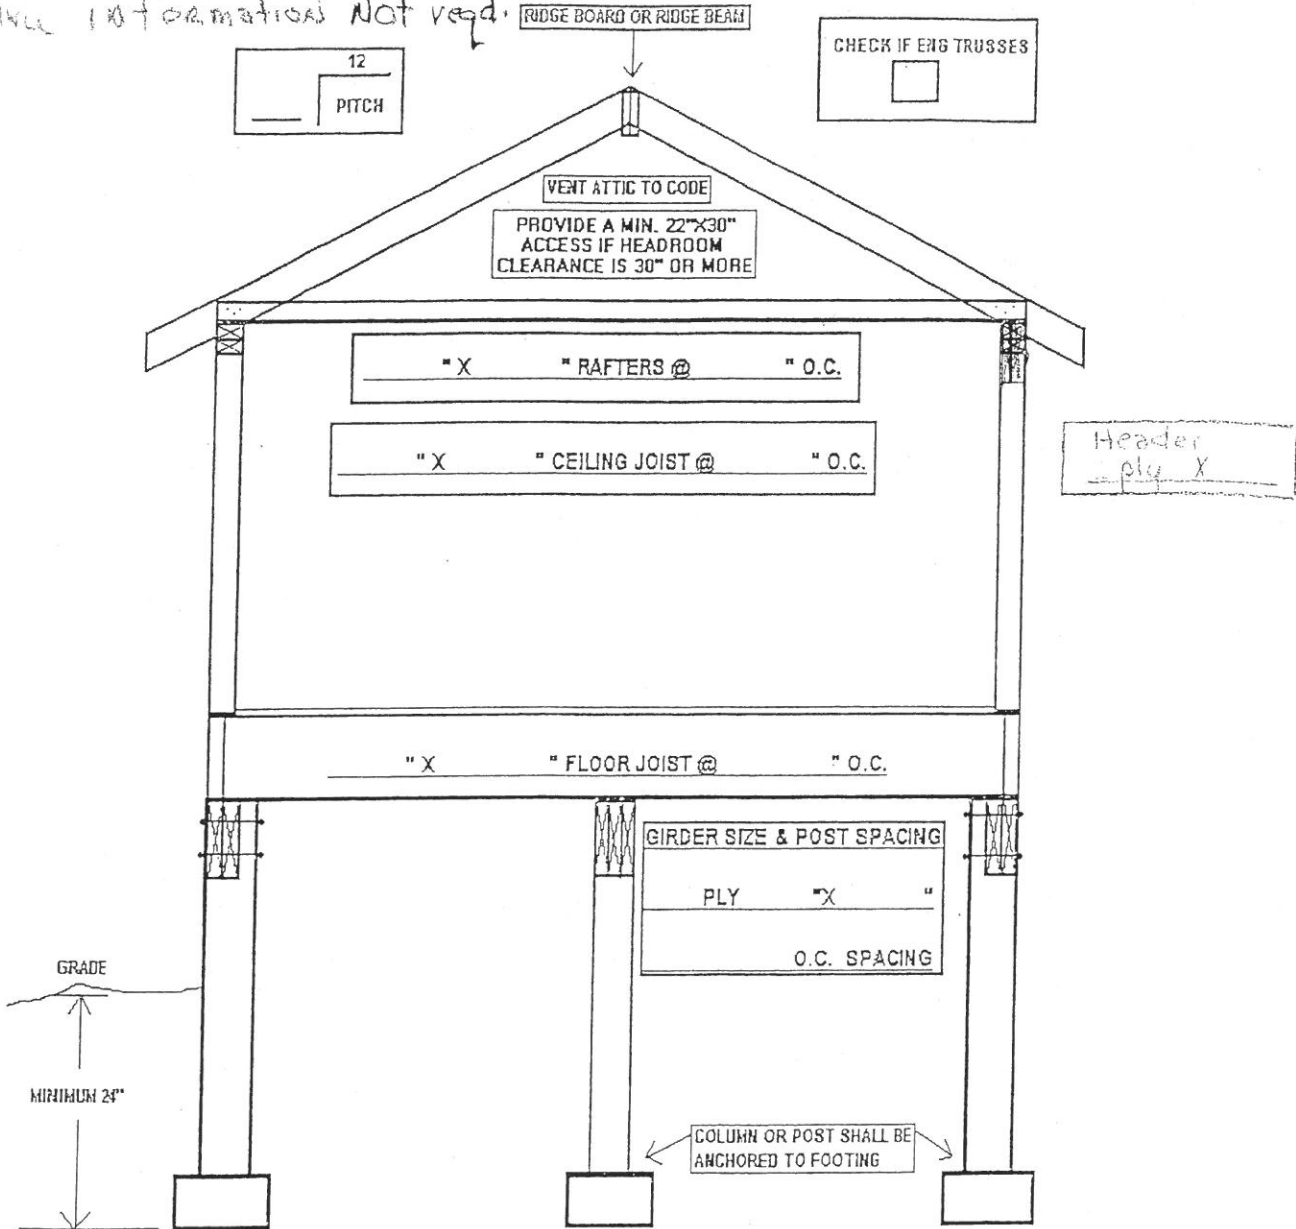 Information Not reqd.
RIDGE BOARD OR RIDGE BEAM
12
PITCH
CHECK IF ENG TRUSSES
VENT ATTIC TO CODE
PROVIDE A MIN. 22"X30"
ACCESS IF HEADROOM
CLEARANCE IS 30" OR MORE
" X " RAFTERS @ " O.C.
" X " CEILING JOIST @ " O.C.
Header
ply X
" X " FLOOR JOIST @ " O.C.
GIRDER SIZE & POST SPACING
PLY "X "
O.C. SPACING
GRADE
MINIMUM 24"
COLUMN OR POST SHALL BE
ANCHORED TO FOOTING